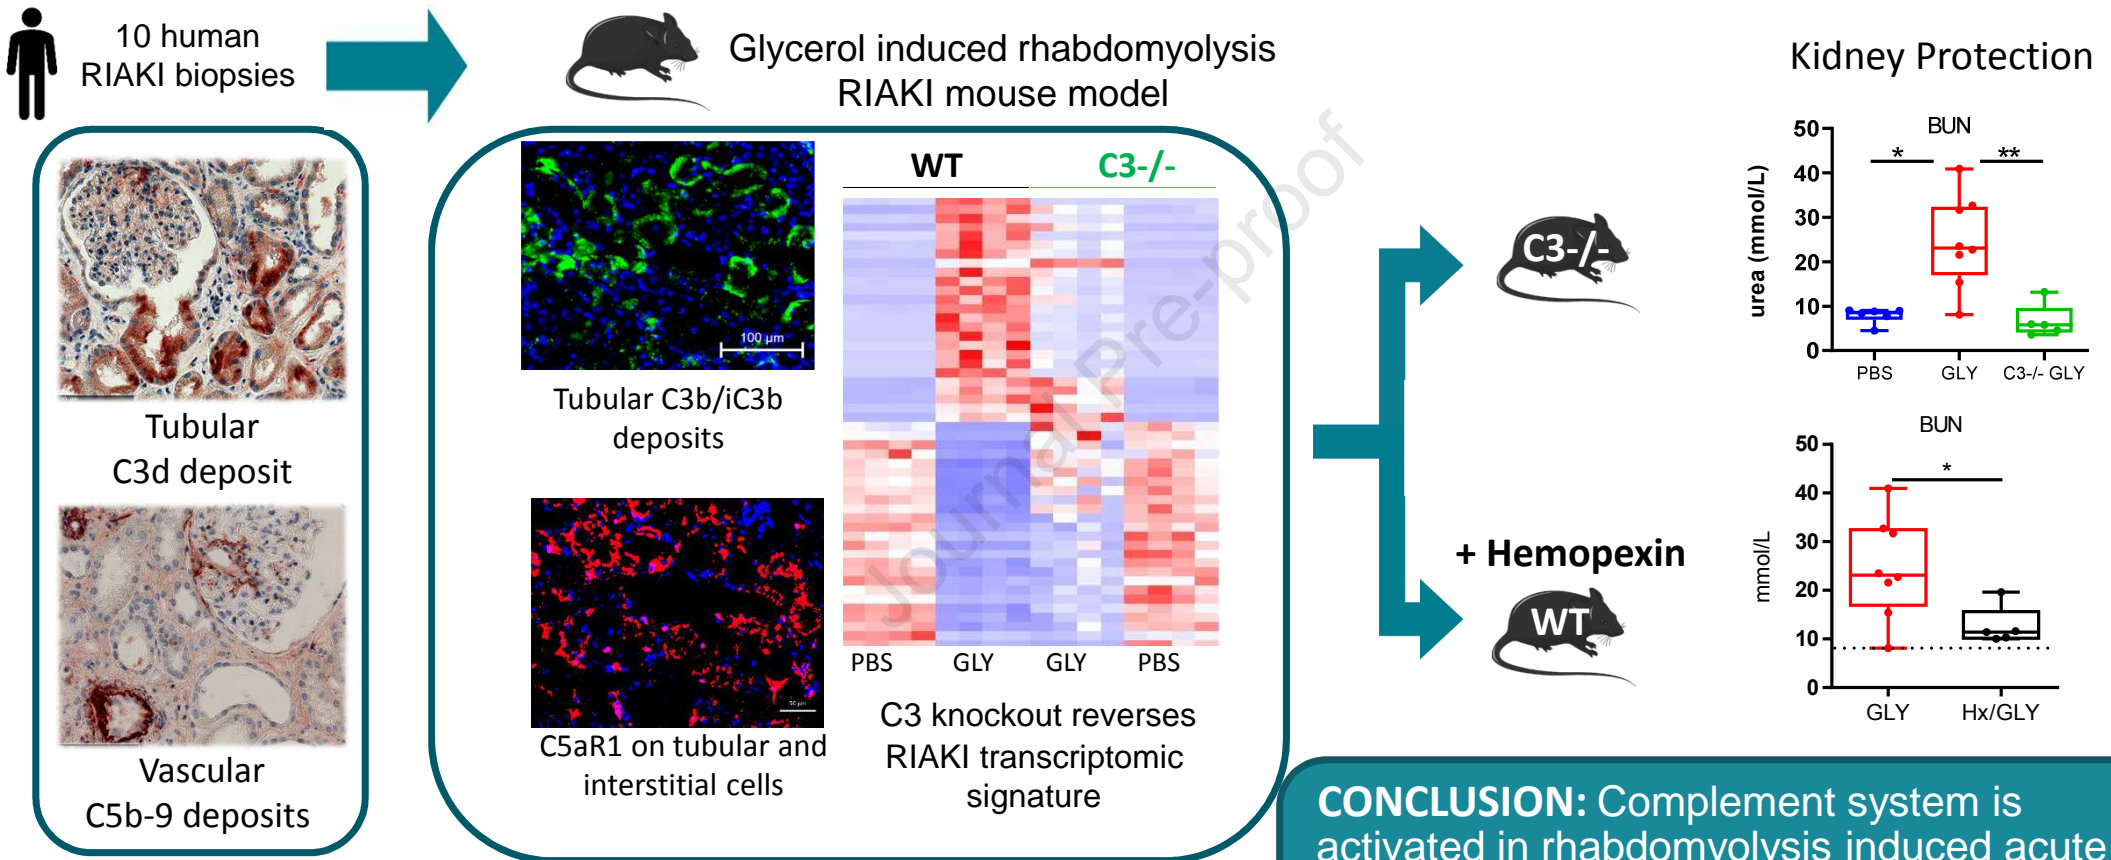 10 human
RIAKI biopsies
Tubular
C3d deposit
Vascular
C5b-9 deposits
Glycerol induced rhabdomyolysis
RIAKI mouse model
100 µm
Tubular C3b/iC3b
deposits
50 µm
C5aR1 on tubular and
interstitial cells
WT C3-/-
PBS GLY GLY PBS
C3 knockout reverses
RIAKI transcriptomic
signature
Journal Pre-proof
C3-/-
+ Hemopexin
WT
Kidney Protection
BUN
* **
urea (mmol/L)
50
40
30
20
10
0
PBS GLY C3-/- GLY
BUN
*
mmol/L
50
40
30
20
10
0
GLY Hx/GLY
CONCLUSION: Complement system is
activated in rhabdomyolysis induced acute